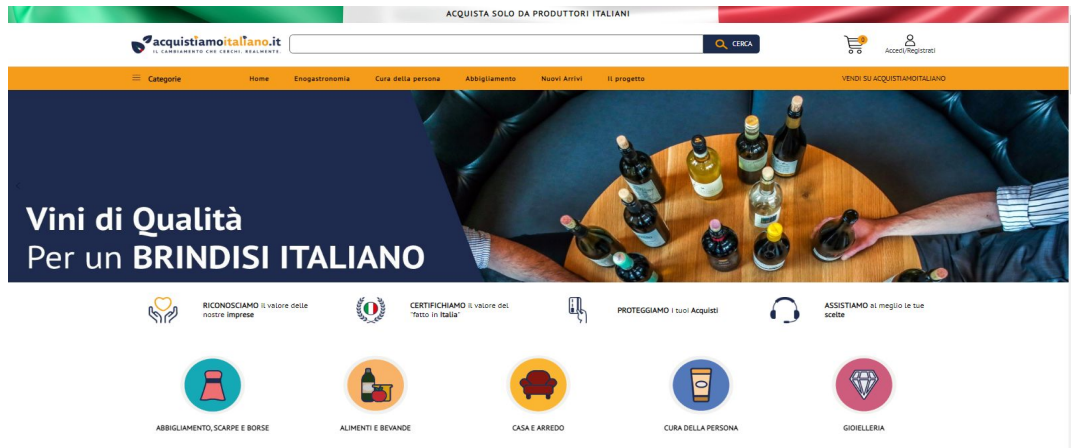 ACQUISTA SOLO DA PRODUTTORI ITALIANI
acquistiamoitaliano.it
IL CAMBIAMENTO CHE CERCHI. REALMENTE.
CERCA
0
Accedi/Registrati
Categorie
Home
Enogastronomia
Cura della persona
Abbigliamento
Nuovi Arrivi
Il progetto
VENDI SU ACQUISTIAMOITALIANO
Vini di Qualità
Per un BRINDISI ITALIANO
RICONOSCIAMO il valore delle
nostre imprese
CERTIFICHIAMO il valore del
"fatto in Italia"
PROTEGGIAMO i tuoi Acquisti
ASSISTIAMO al meglio le tue
scelte
ABBIGLIAMENTO, SCARPE E BORSE
ALIMENTI E BEVANDE
CASA E ARREDO
CURA DELLA PERSONA
GIOIELLERIA